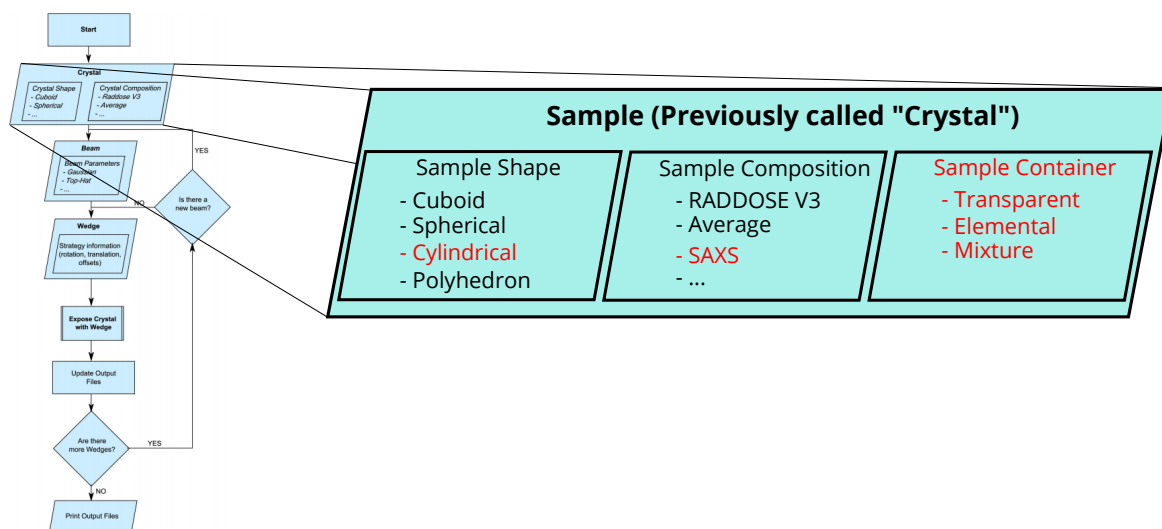 Start
Crystal
Crystal Shape
- Cuboid
- Spherical
- ...
Crystal Composition
- Raddose V3
- Average
- ...
Beam
Beam Parameters
- Gaussian
- Top-Hat
- ...
YES
Is there a
new beam?
NO
Wedge
Strategy information
(rotation, translation,
offsets)
Expose Crystal
with Wedge
Update Output
Files
Are there
more Wedges?
YES
NO
Print Output Files
Sample (Previously called "Crystal")
Sample Shape
- Cuboid
- Spherical
- Cylindrical
- Polyhedron
Sample Composition
- RADDOSE V3
- Average
- SAXS
- ...
Sample Container
- Transparent
- Elemental
- Mixture